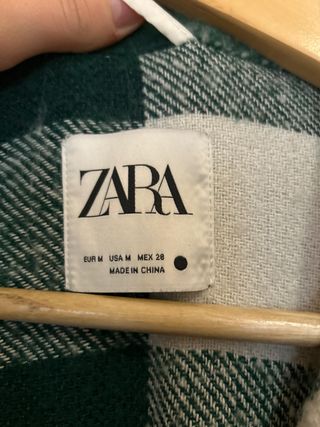 ZARA
EUR M USA M MEX 28
MADE IN CHINA